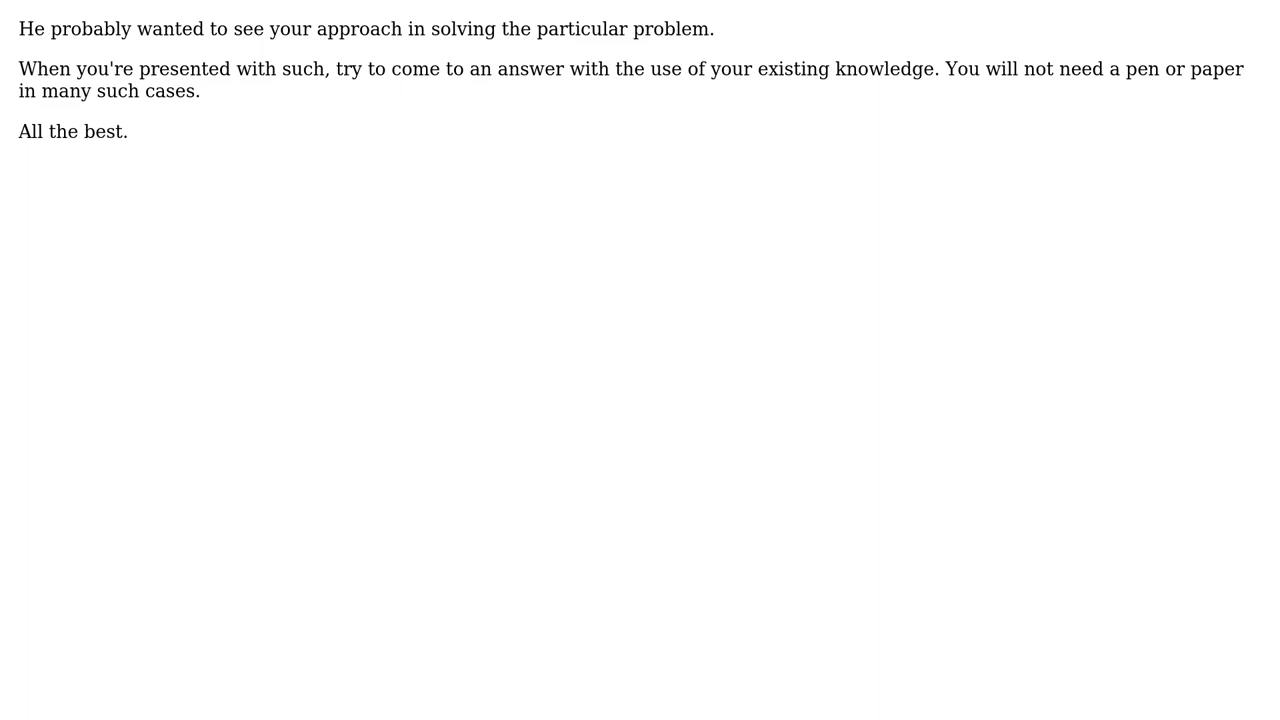 He probably wanted to see your approach in solving the particular problem.
When you're presented with such, try to come to an answer with the use of your existing knowledge. You will not need a pen or paper
in many such cases.
All the best.